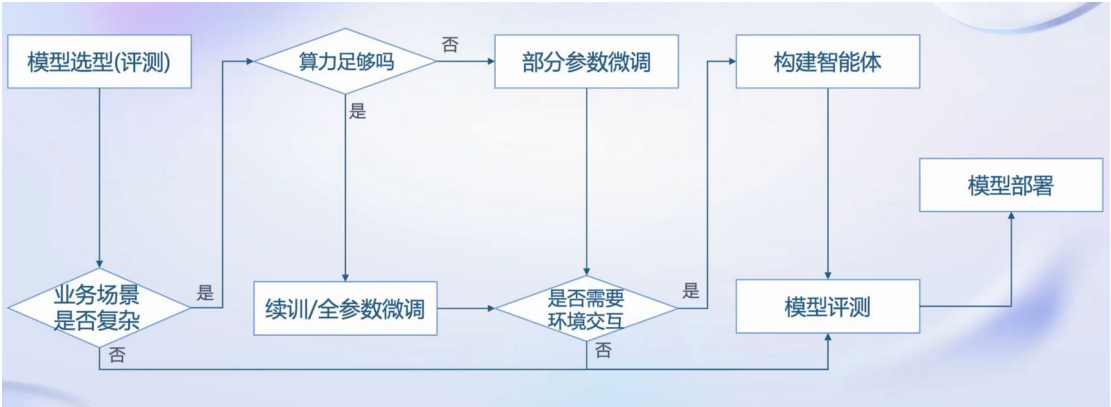 模型选型(评测)
业务场景
是否复杂
是
否
算力足够吗
否
是
部分参数微调
续训/全参数微调
是否需要
环境交互
是
否
构建智能体
模型评测
模型部署